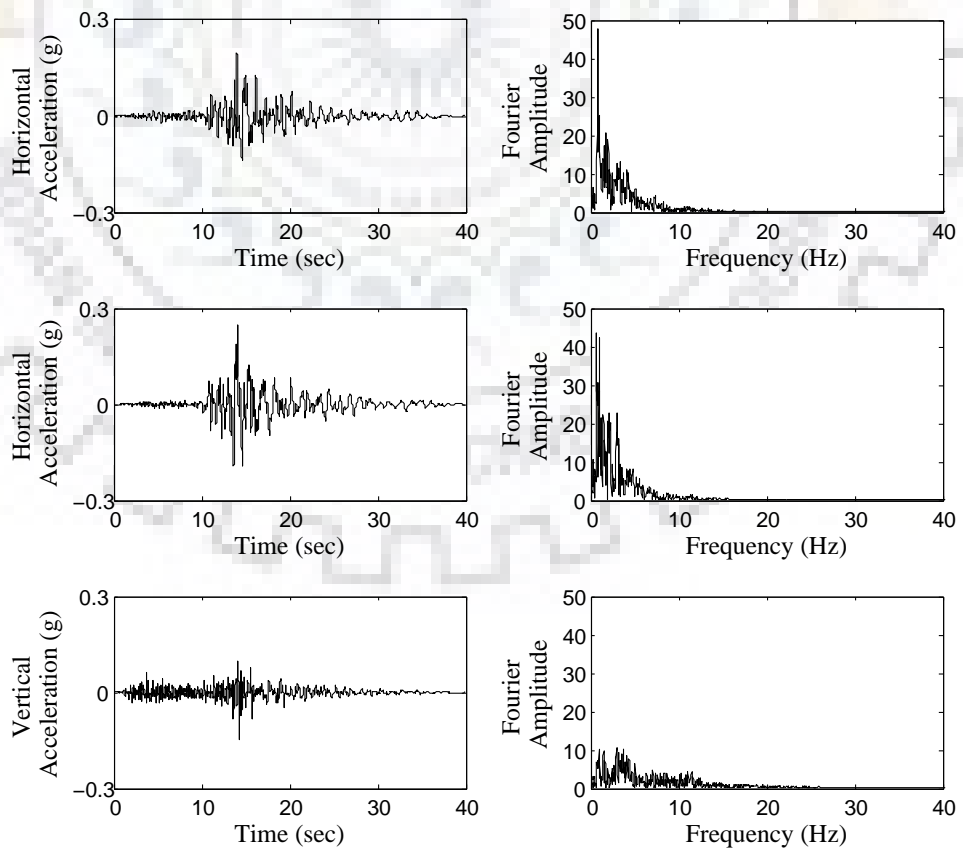 Horizontal
Acceleration (g)
0.3
0
−0.3
0 10 20 30 40
Time (sec)
Fourier
Amplitude
50
40
30
20
10
0
0 10 20 30 40
Frequency (Hz)
Horizontal
Acceleration (g)
0.3
0
−0.3
0 10 20 30 40
Time (sec)
Fourier
Amplitude
50
40
30
20
10
0
0 10 20 30 40
Frequency (Hz)
Vertical
Acceleration (g)
0.3
0
−0.3
0 10 20 30 40
Time (sec)
Fourier
Amplitude
50
40
30
20
10
0
0 10 20 30 40
Frequency (Hz)